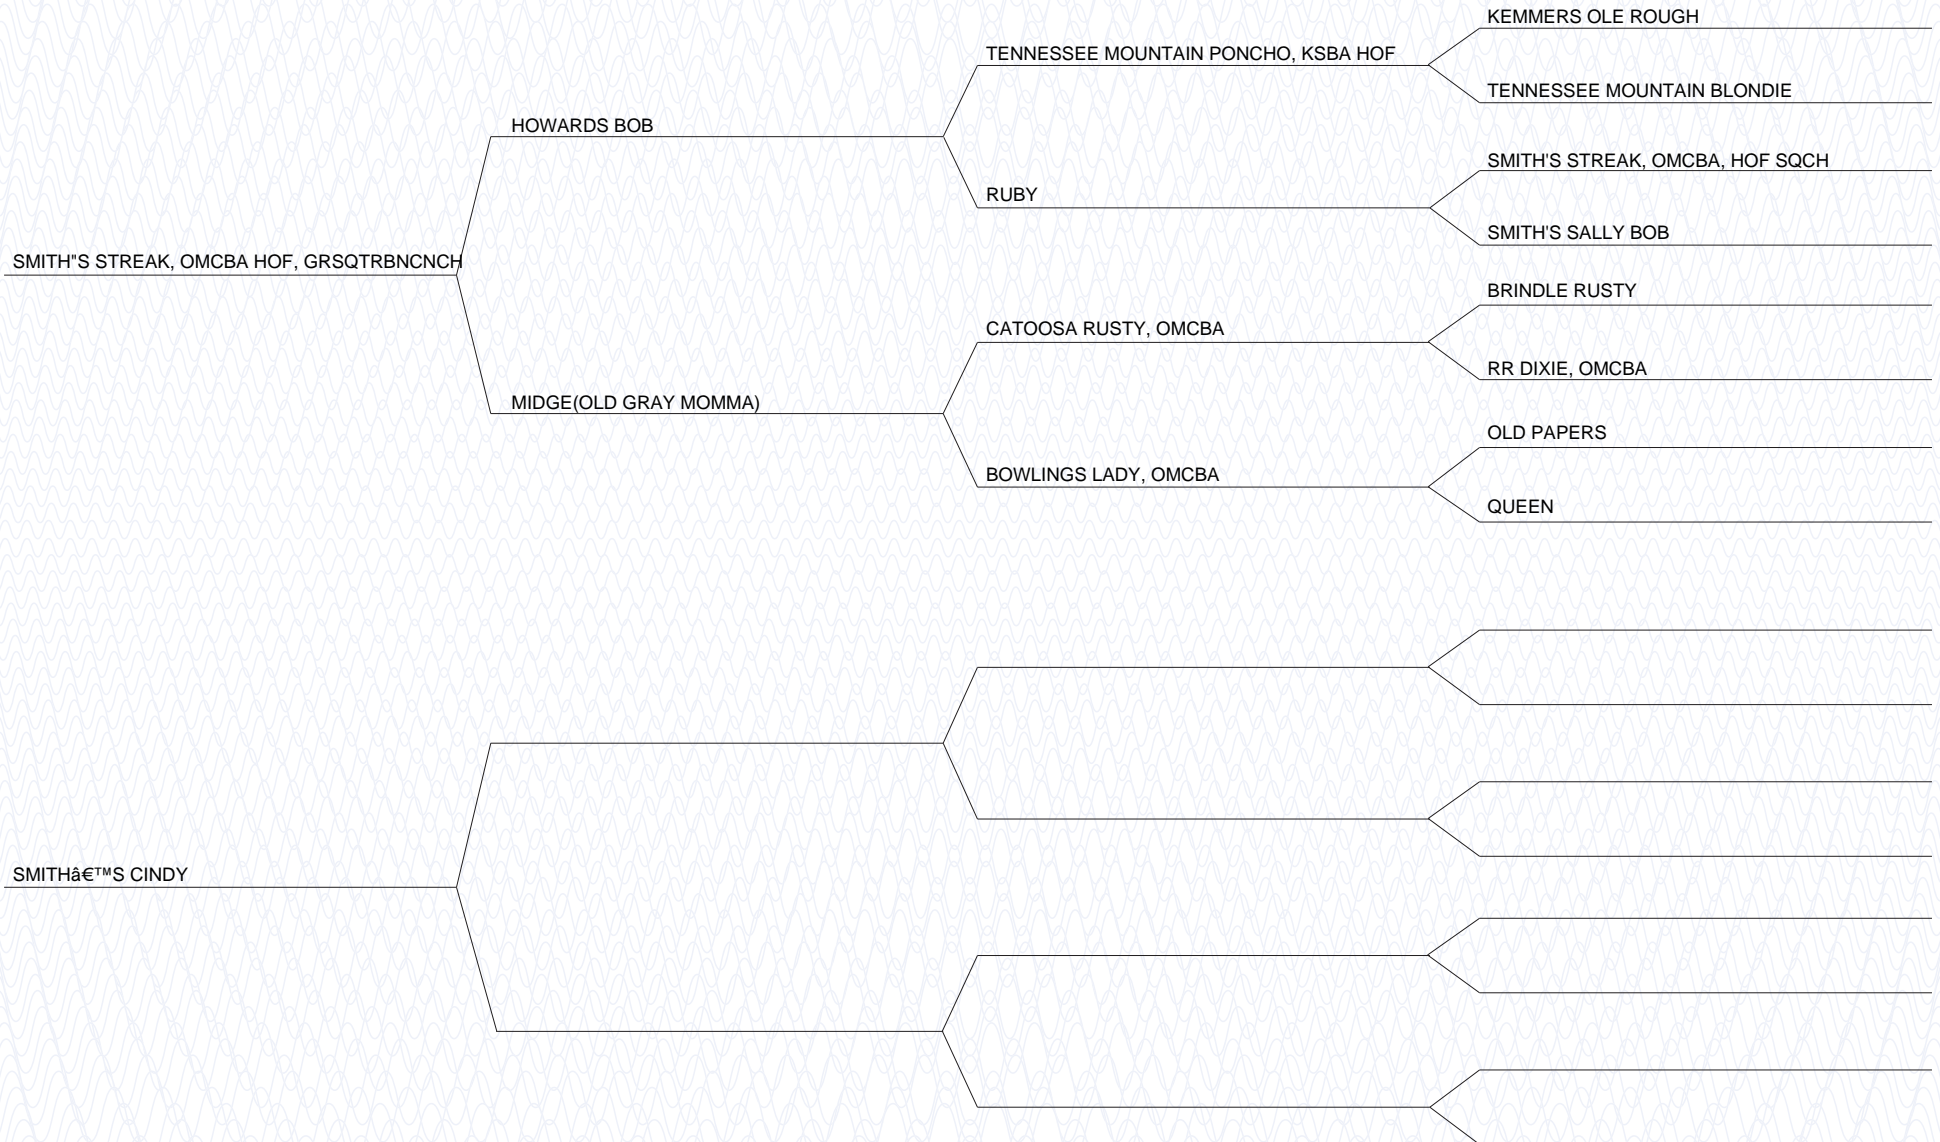 KEMMERS OLE ROUGH
TENNESSEE MOUNTAIN PONCHO, KSBA HOF
TENNESSEE MOUNTAIN BLONDIE
HOWARDS BOB
SMITH'S STREAK, OMCBA, HOF SQCH
RUBY
SMITH'S SALLY BOB
SMITH"S STREAK, OMCBA HOF, GRSQTRBNCNCH
BRINDLE RUSTY
CATOOSA RUSTY, OMCBA
RR DIXIE, OMCBA
MIDGE(OLD GRAY MOMMA)
OLD PAPERS
BOWLINGS LADY, OMCBA
QUEEN
SMITHâ€™S CINDY